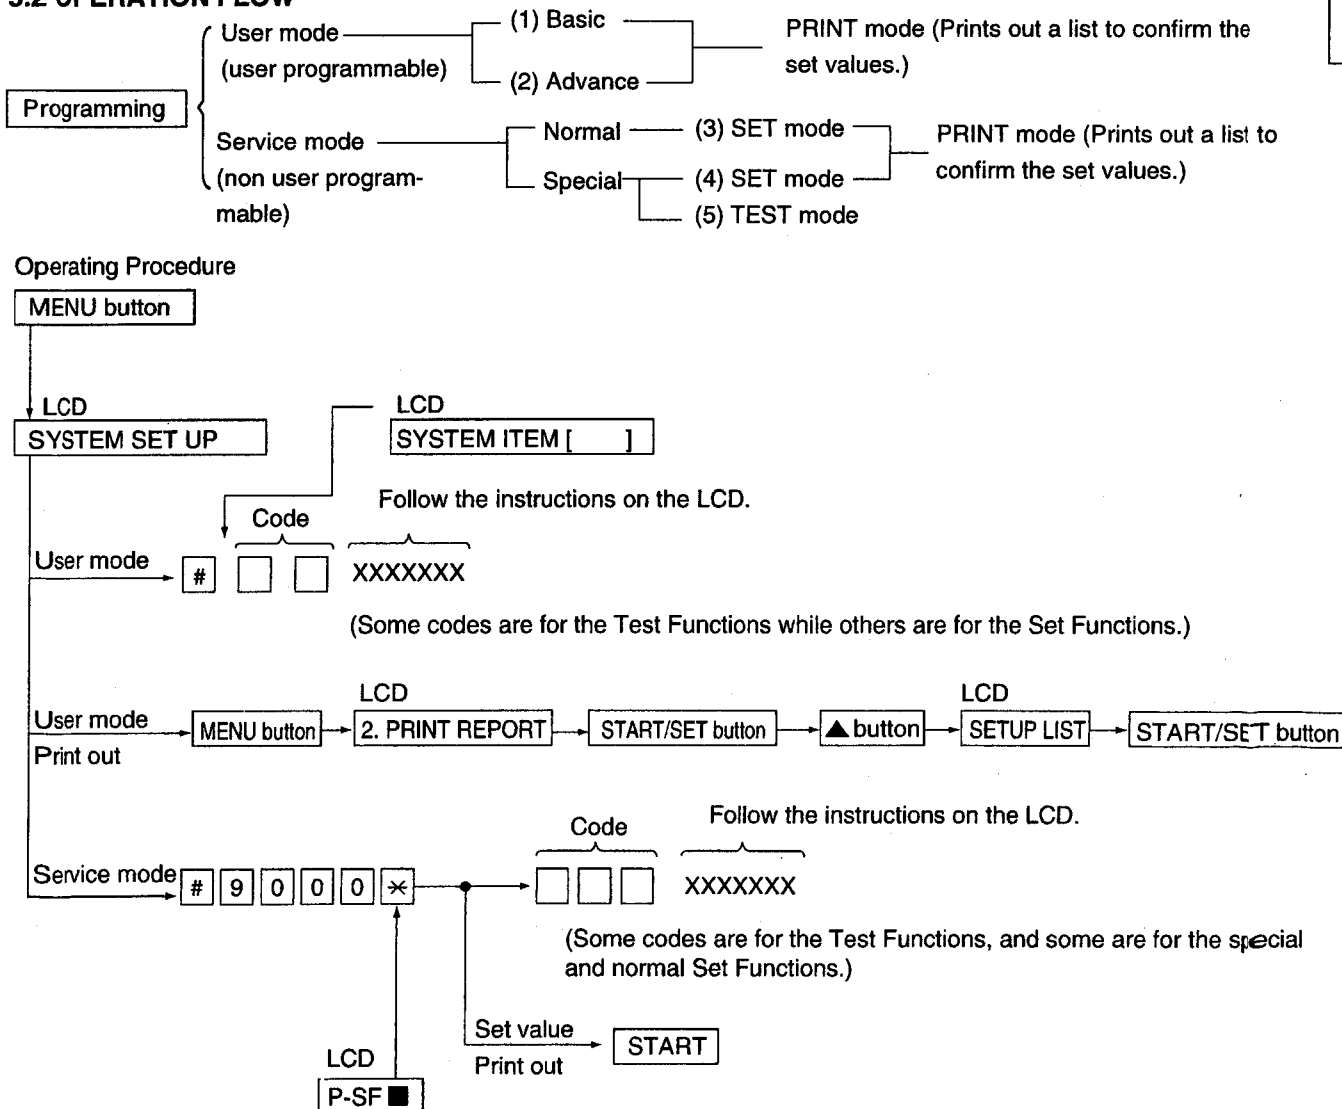 5.2 OPERATION FLOW
User mode
(user programmable)
(1) Basic
(2) Advance
PRINT mode (Prints out a list to confirm the
set values.)
Programming
Service mode
(non user program-
mable)
Normal
(3) SET mode
Special
(4) SET mode
(5) TEST mode
PRINT mode (Prints out a list to
confirm the set values.)
Operating Procedure
MENU button
LCD
SYSTEM SET UP
LCD
SYSTEM ITEM [ ]
Follow the instructions on the LCD.
Code
User mode
#
XXXXXXX
(Some codes are for the Test Functions while others are for the Set Functions.)
User mode
Print out
MENU button
LCD
2. PRINT REPORT
START/SET button
▲ button
LCD
SETUP LIST
START/SET button
Code
Follow the instructions on the LCD.
Service mode
# 9 0 0 0 *
XXXXXXX
(Some codes are for the Test Functions, and some are for the special
and normal Set Functions.)
Set value
Print out
START
LCD
P-SF ■